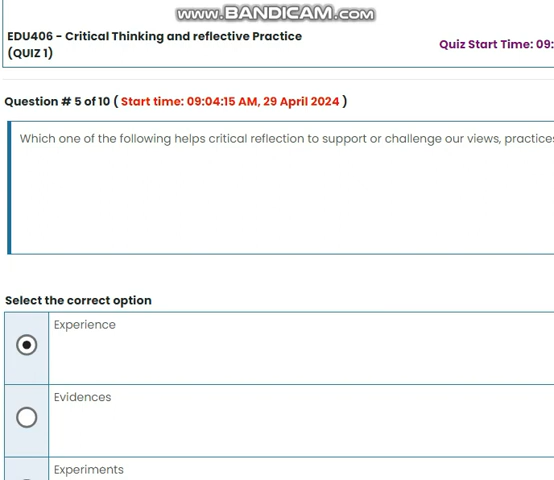 www.BANDICAM.com
EDU406 - Critical Thinking and reflective Practice
(QUIZ 1)
Quiz Start Time: 09:
Question # 5 of 10 ( Start time: 09:04:15 AM, 29 April 2024 )
Which one of the following helps critical reflection to support or challenge our views, practices
Select the correct option
Experience
Evidences
Experiments